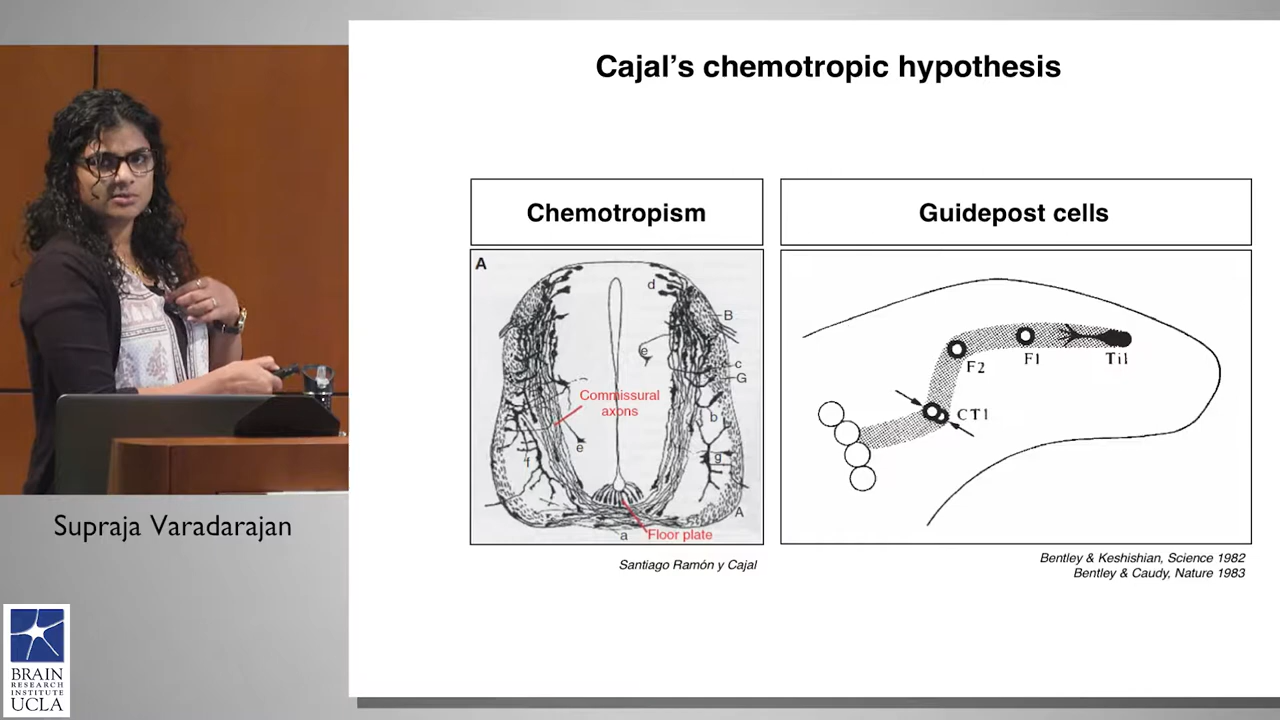 Cajal's chemotropic hypothesis
Chemotropism
Guidepost cells
A
d
B
e
c
G
Commissural
axons
b
e
f
g
A
Floor plate
a
F2
F1
Ti1
CT1
Santiago Ramón y Cajal
Bentley & Keshishian, Science 1982
Bentley & Caudy, Nature 1983
Supraja Varadarajan
BRAIN
RESEARCH
INSTITUTE
UCLA